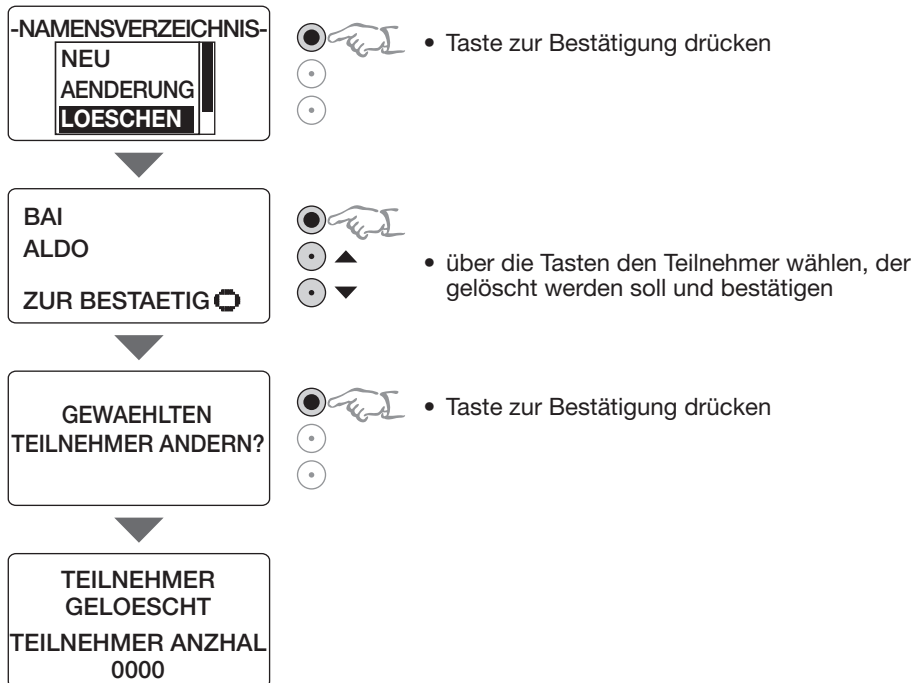 -NAMENSVERZEICHNIS-
NEU
AENDERUNG
LOESCHEN
• Taste zur Bestätigung drücken
BAI
ALDO
ZUR BESTAETIG
• über die Tasten den Teilnehmer wählen, der
gelöscht werden soll und bestätigen
GEWAEHLTEN
TEILNEHMER ANDERN?
• Taste zur Bestätigung drücken
TEILNEHMER
GELOESCHT
TEILNEHMER ANZHAL
0000